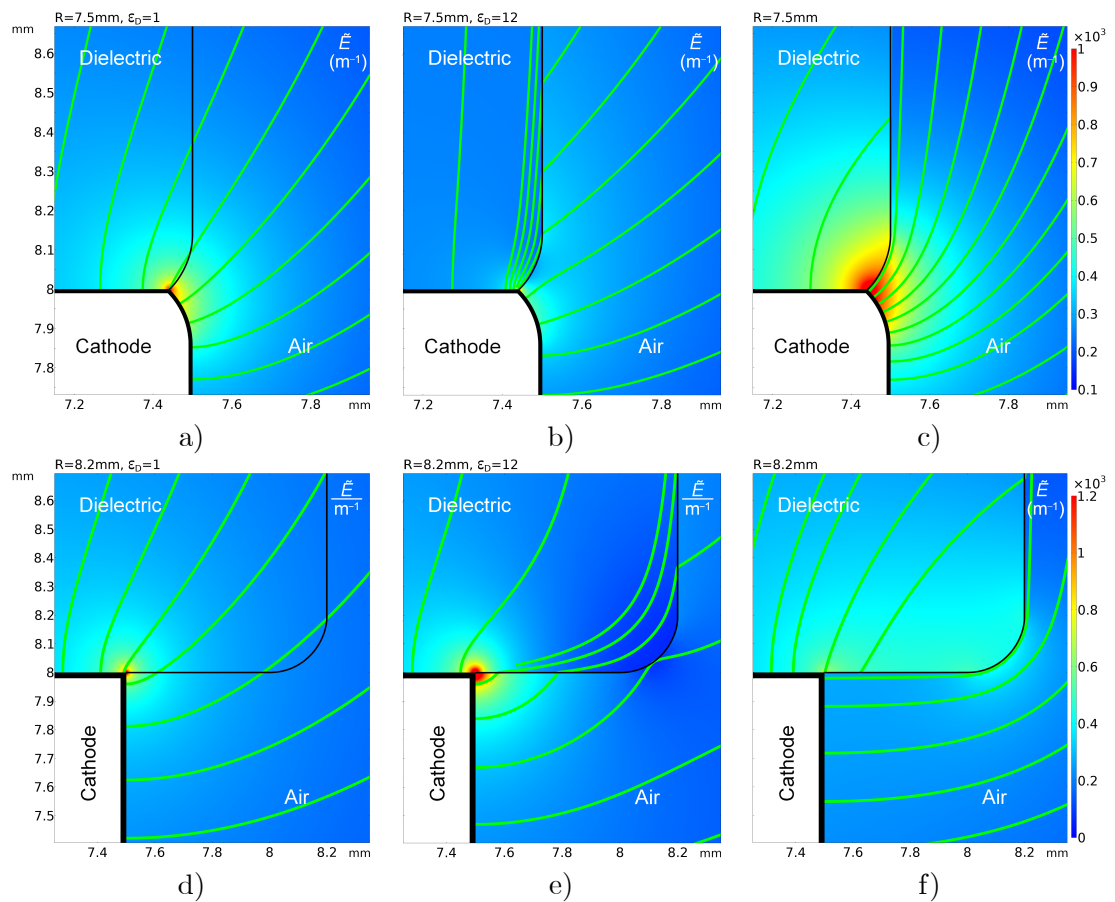 R=7.5mm, ε_D=1
R=7.5mm, ε_D=12
R=7.5mm
mm
8.6
8.5
8.4
8.3
8.2
8.1
8
7.9
7.8
Dielectric
Ẽ
(m⁻¹)
Cathode
Air
7.2
7.4
7.6
7.8
mm
Dielectric
Ẽ
(m⁻¹)
Cathode
Air
7.2
7.4
7.6
7.8
mm
Dielectric
Ẽ
(m⁻¹)
Cathode
Air
7.2
7.4
7.6
7.8
mm
×10³
1
0.9
0.8
0.7
0.6
0.5
0.4
0.3
0.2
0.1
a)
b)
c)
R=8.2mm, ε_D=1
R=8.2mm, ε_D=12
R=8.2mm
mm
8.6
8.5
8.4
8.3
8.2
8.1
8
7.9
7.8
7.7
7.6
7.5
Dielectric
Ẽ
m⁻¹
Cathode
Air
7.4
7.6
7.8
8
8.2
mm
Dielectric
Ẽ
m⁻¹
Cathode
Air
7.4
7.6
7.8
8
8.2
mm
Dielectric
Ẽ
(m⁻¹)
Cathode
Air
7.4
7.6
7.8
8
8.2
mm
×10³
1.2
1
0.8
0.6
0.4
0.2
0
d)
e)
f)